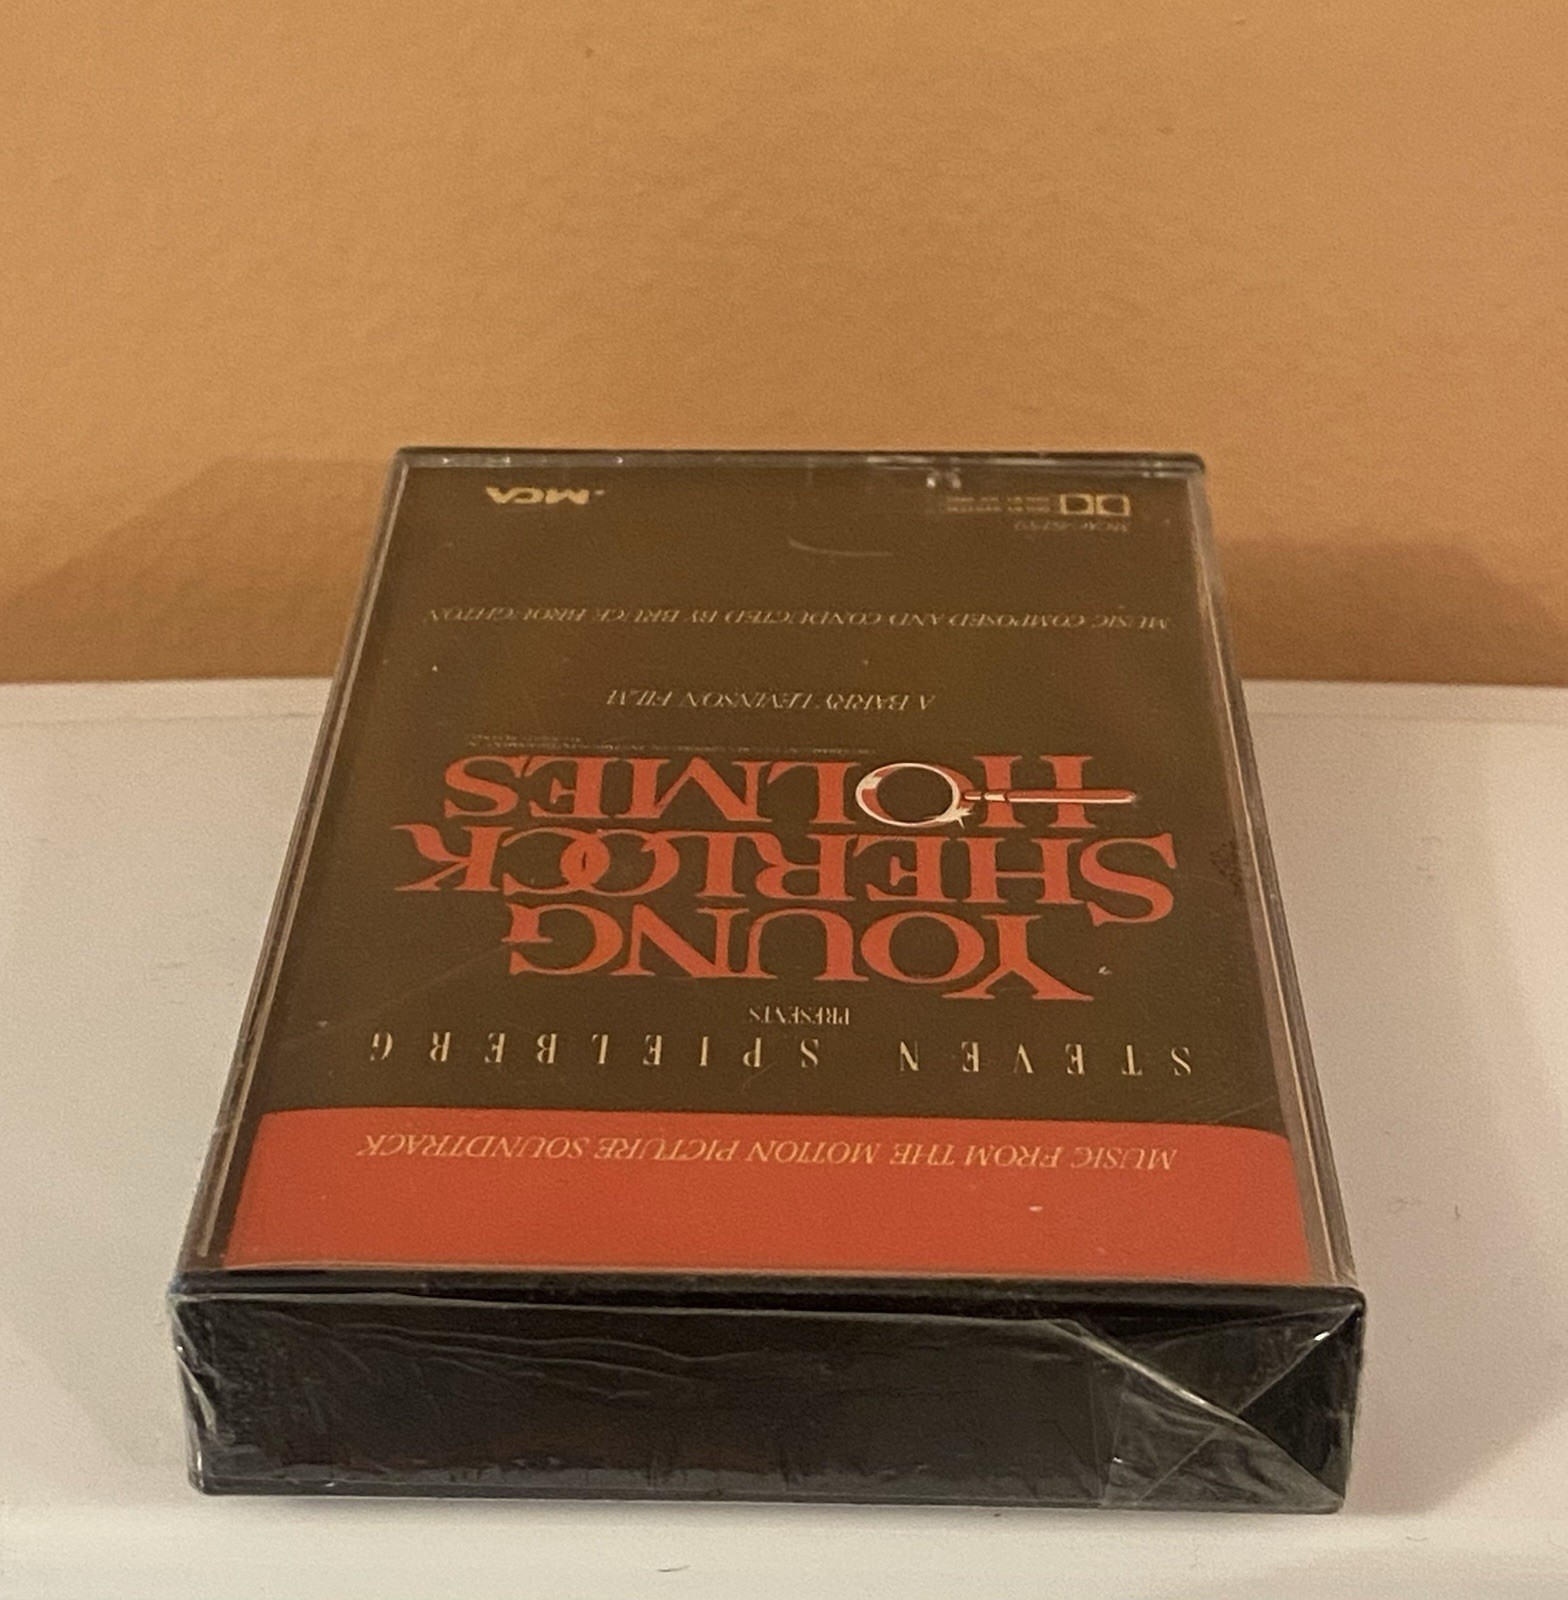 MUSIC FROM THE MOTION PICTURE SOUNDTRACK
STEVEN SPIELBERG
PRESENTS
YOUNG
SHERLOCK
HOLMES
A BARRY LEVINSON FILM
MUSIC COMPOSED AND CONDUCTED BY BRUCE BROUGHTON
.MCA